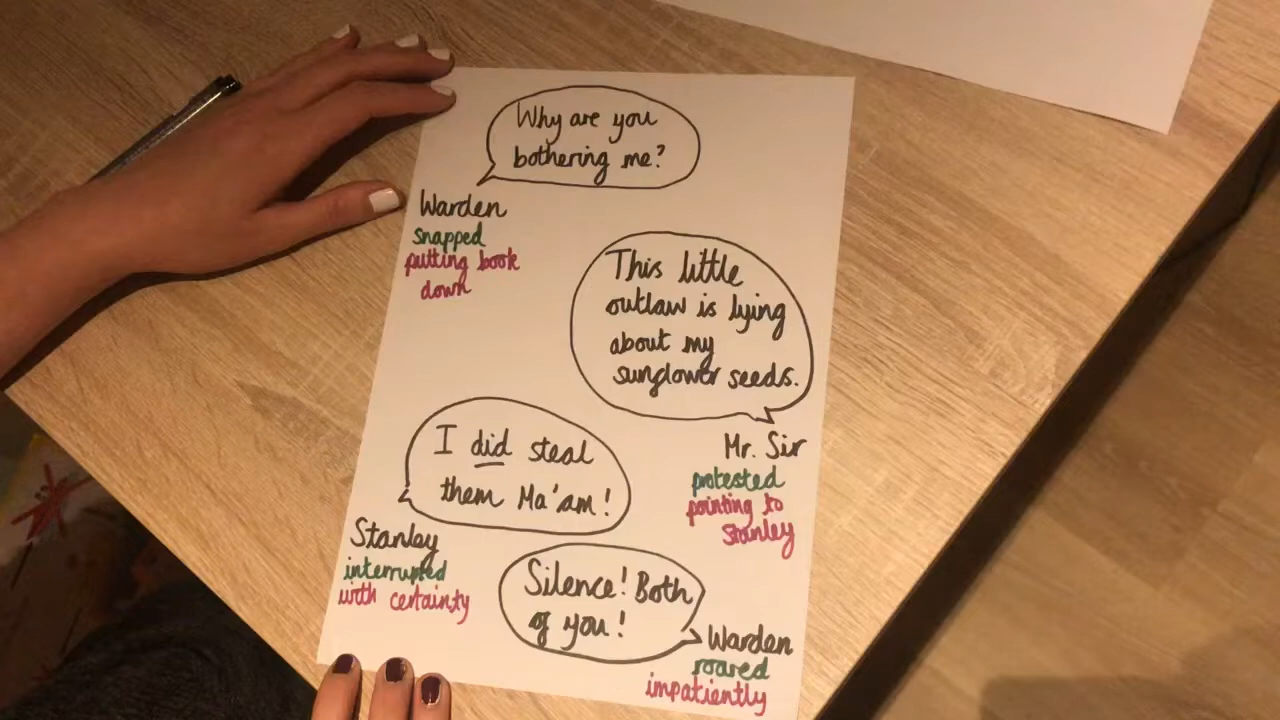 Why are you
bothering me?
Warden
snapped
putting book
down
This little
outlaw is lying
about my
sunflower seeds.
Mr. Sir
protested
pointing to
Stanley
I did steal
them Ma'am!
Stanley
interrupted
with certainty
Silence! Both
of you!
Warden
roared
impatiently